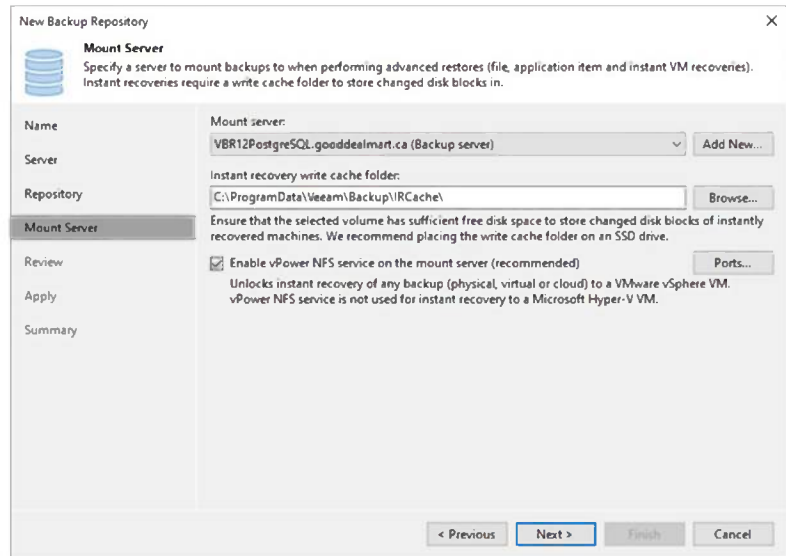 New Backup Repository
Mount Server
Specify a server to mount backups to when performing advanced restores (file, application item and instant VM recoveries).
Instant recoveries require a write cache folder to store changed disk blocks in.
Name
Server
Repository
Mount Server
Review
Apply
Summary
Mount server:
VBR12PostgreSQL.gooddealmart.ca (Backup server)
Add New...
Instant recovery write cache folder:
C:\ProgramData\Veeam\Backup\IRCache\
Browse...
Ensure that the selected volume has sufficient free disk space to store changed disk blocks of instantly
recovered machines. We recommend placing the write cache folder on an SSD drive.
Enable vPower NFS service on the mount server (recommended)
Ports...
Unlocks instant recovery of any backup (physical, virtual or cloud) to a VMware vSphere VM.
vPower NFS service is not used for instant recovery to a Microsoft Hyper-V VM.
< Previous
Next >
Finish
Cancel